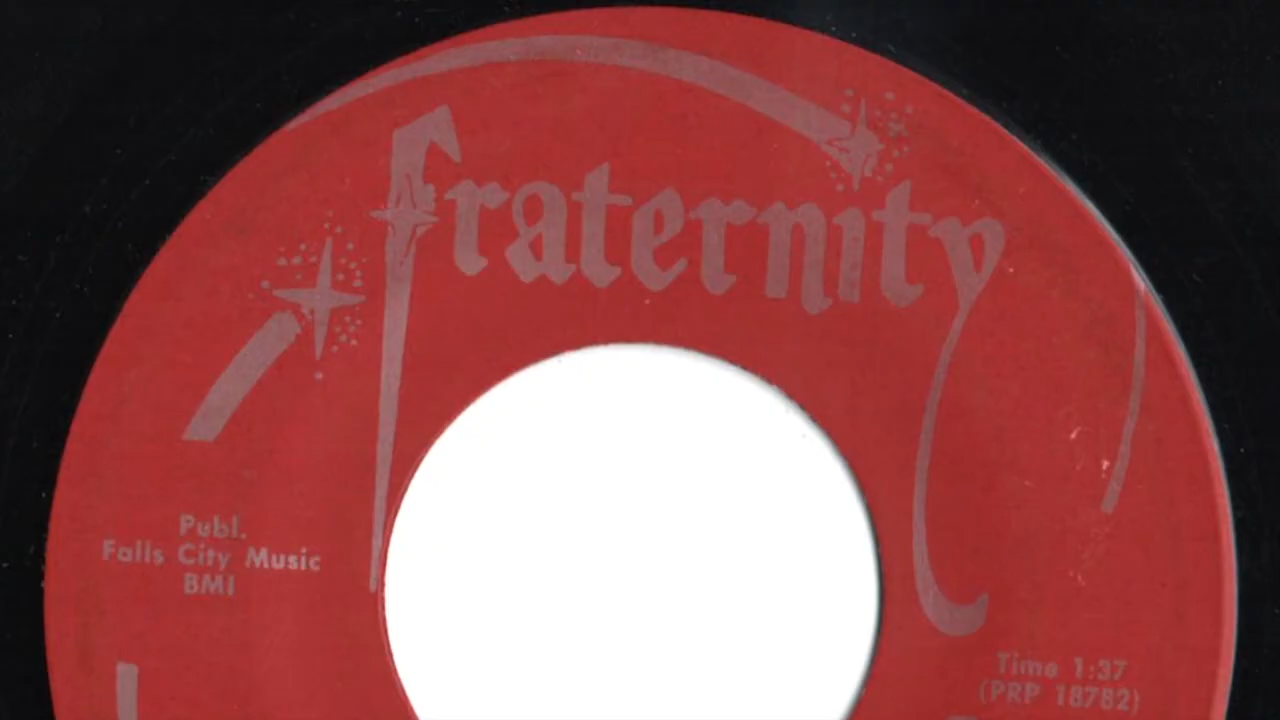 fraternity
Publ.
Falls City Music
BMI
Time 1:37
(PRP 18782)